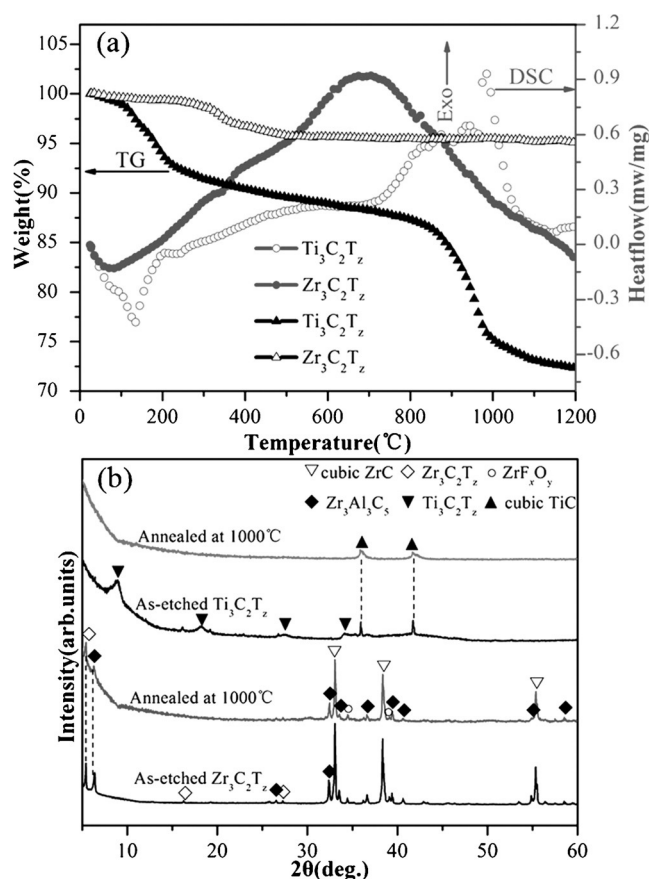 (a)
105
100
95
90
85
80
75
70
Weight(%)
TG
Exo
DSC
Ti3C2Tz
Zr3C2Tz
Ti3C2Tz
Zr3C2Tz
1.2
0.9
0.6
0.3
0.0
-0.3
-0.6
Heatflow(mw/mg)
0 200 400 600 800 1000 1200
Temperature(℃)
(b)
cubic ZrC Zr3C2Tz ZrFxOy
Zr3Al3C5 Ti3C2Tz cubic TiC
Annealed at 1000℃
As-etched Ti3C2Tz
Annealed at 1000℃
As-etched Zr3C2Tz
Intensity(arb.units)
10 20 30 40 50 60
2θ(deg.)